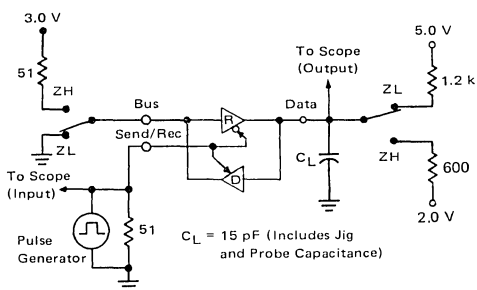 3.0 V
51
ZH
ZL
Bus
Send/Rec
R
D
Data
To Scope
(Output)
5.0 V
ZL
1.2 k
CL
ZH
600
2.0 V
To Scope
(Input)
Pulse
Generator
51
CL = 15 pF (Includes Jig
and Probe Capacitance)